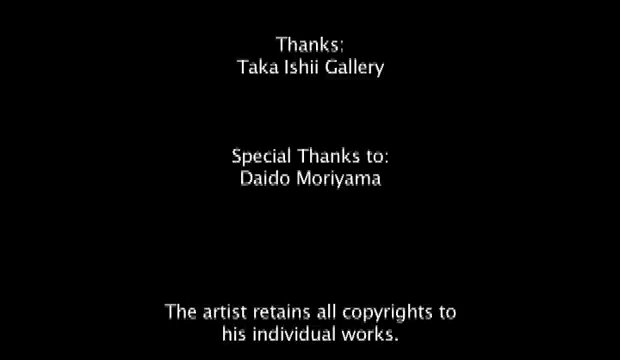 Thanks:
Taka Ishii Gallery
Special Thanks to:
Daido Moriyama
The artist retains all copyrights to
his individual works.